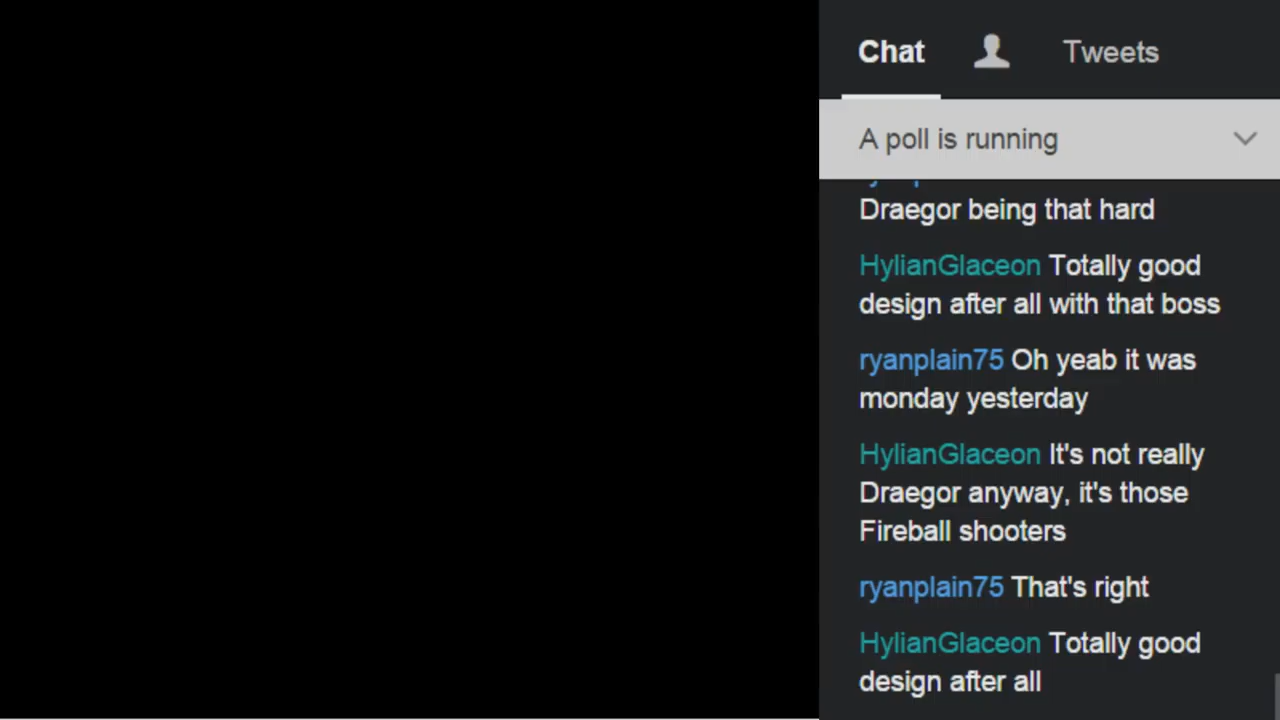 Chat
Tweets
A poll is running
Draegor being that hard
HylianGlaceon Totally good
design after all with that boss
ryanplain75 Oh yeab it was
monday yesterday
HylianGlaceon It's not really
Draegor anyway, it's those
Fireball shooters
ryanplain75 That's right
HylianGlaceon Totally good
design after all